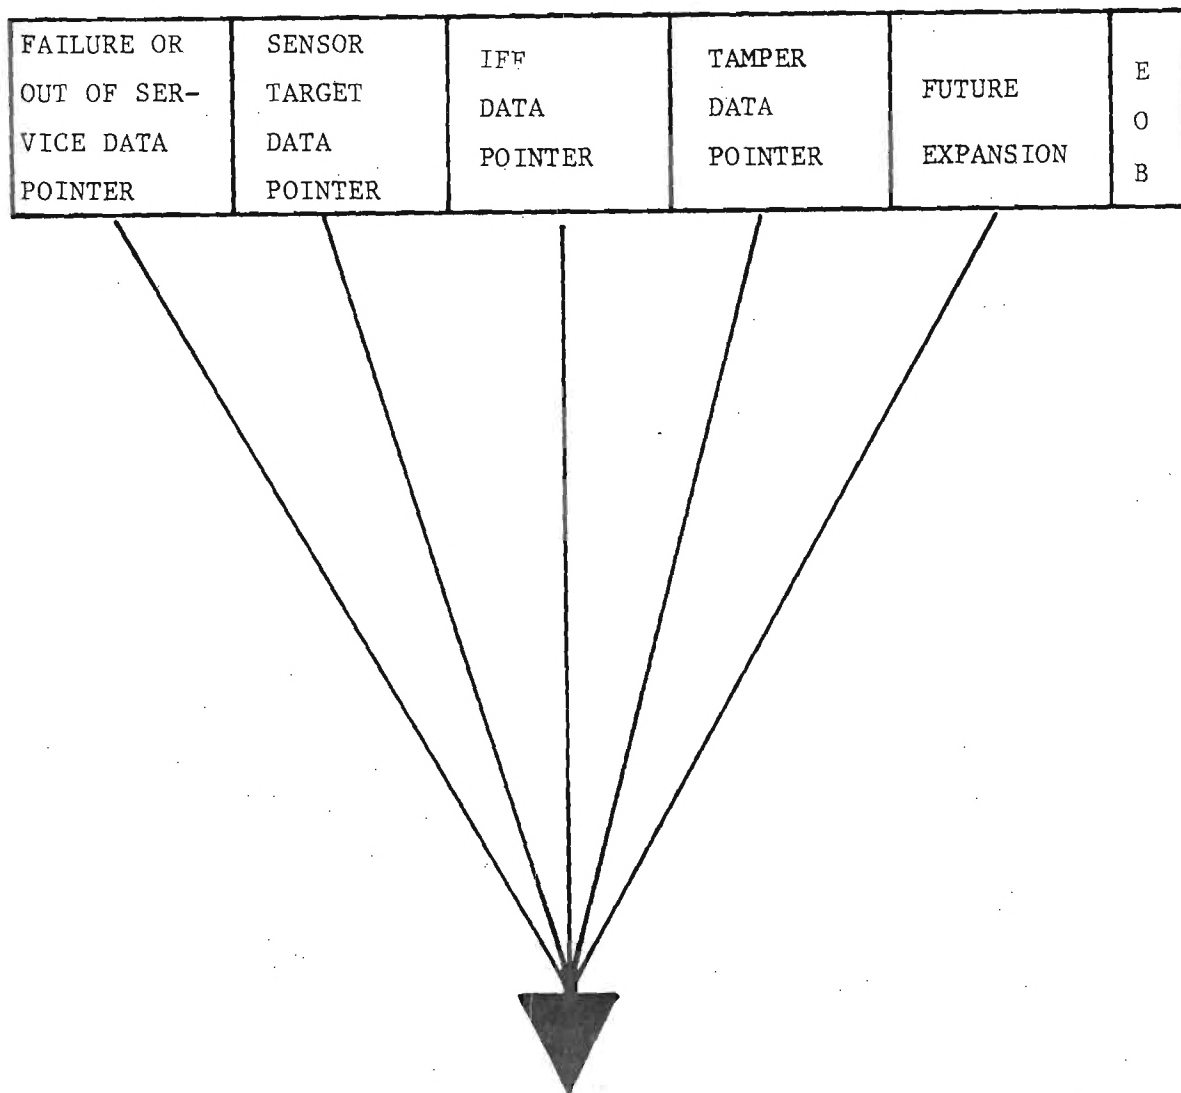 FAILURE OR
OUT OF SER-
VICE DATA
POINTER
SENSOR
TARGET
DATA
POINTER
IFF
DATA
POINTER
TAMPER
DATA
POINTER
FUTURE
EXPANSION
E
O
B